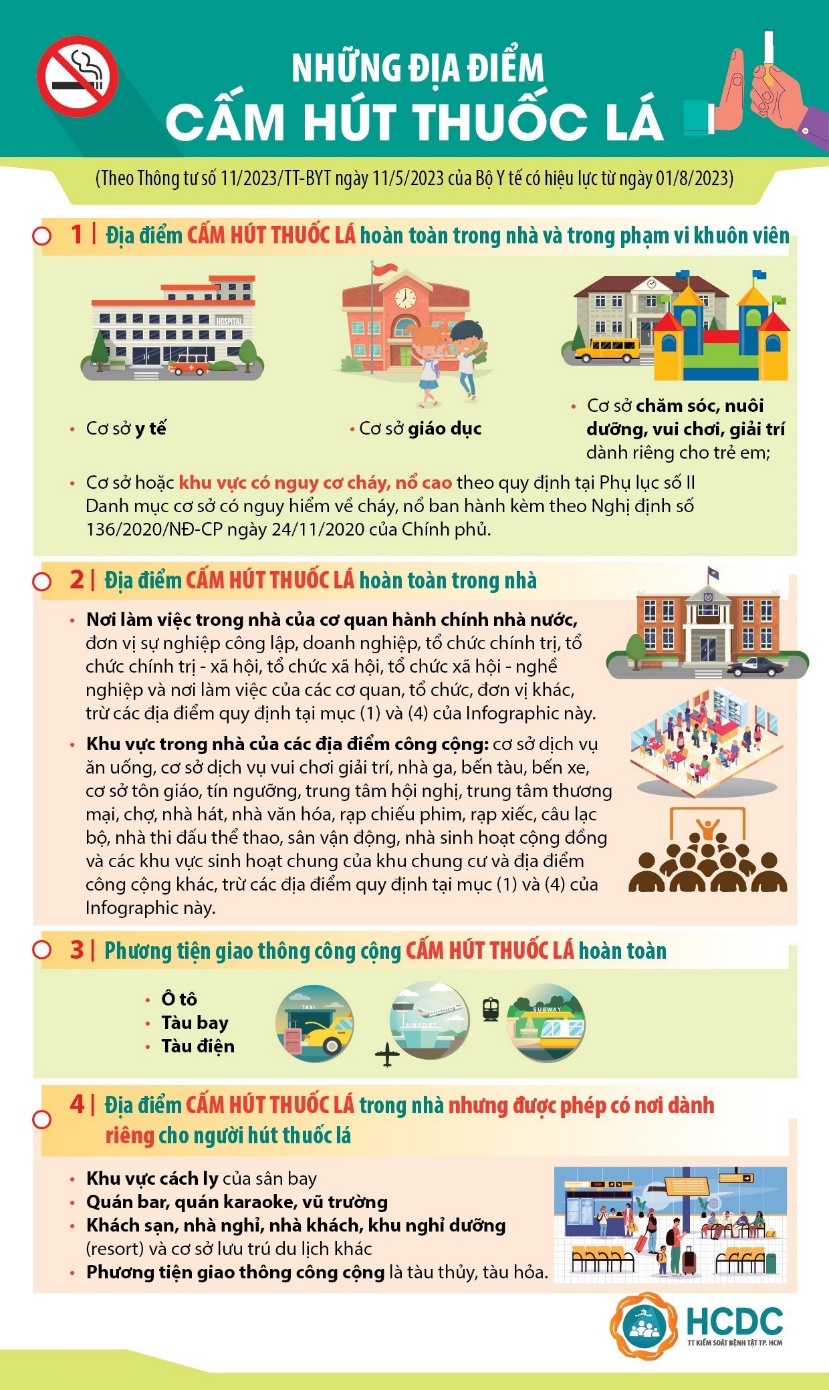 NHỮNG ĐỊA ĐIỂM
CẤM HÚT THUỐC LÁ
(Theo Thông tư số 11/2023/TT-BYT ngày 11/5/2023 của Bộ Y tế có hiệu lực từ ngày 01/8/2023)
1 | Địa điểm CẤM HÚT THUỐC LÁ hoàn toàn trong nhà và trong phạm vi khuôn viên
HOSPITAL
• Cơ sở y tế
• Cơ sở giáo dục
• Cơ sở chăm sóc, nuôi
dưỡng, vui chơi, giải trí
dành riêng cho trẻ em;
• Cơ sở hoặc khu vực có nguy cơ cháy, nổ cao theo quy định tại Phụ lục số II
Danh mục cơ sở có nguy hiểm về cháy, nổ ban hành kèm theo Nghị định số
136/2020/NĐ-CP ngày 24/11/2020 của Chính phủ.
2 | Địa điểm CẤM HÚT THUỐC LÁ hoàn toàn trong nhà
• Nơi làm việc trong nhà của cơ quan hành chính nhà nước,
đơn vị sự nghiệp công lập, doanh nghiệp, tổ chức chính trị, tổ
chức chính trị - xã hội, tổ chức xã hội, tổ chức xã hội - nghề
nghiệp và nơi làm việc của các cơ quan, tổ chức, đơn vị khác,
trừ các địa điểm quy định tại mục (1) và (4) của Infographic này.
• Khu vực trong nhà của các địa điểm công cộng: cơ sở dịch vụ
ăn uống, cơ sở dịch vụ vui chơi giải trí, nhà ga, bến tàu, bến xe,
cơ sở tôn giáo, tín ngưỡng, trung tâm hội nghị, trung tâm thương
mại, chợ, nhà hát, nhà văn hóa, rạp chiếu phim, rạp xiếc, câu lạc
bộ, nhà thi đấu thể thao, sân vận động, nhà sinh hoạt cộng đồng
và các khu vực sinh hoạt chung của khu chung cư và địa điểm
công cộng khác, trừ các địa điểm quy định tại mục (1) và (4) của
Infographic này.
3 | Phương tiện giao thông công cộng CẤM HÚT THUỐC LÁ hoàn toàn
• Ô tô
• Tàu bay
• Tàu điện
TAXI
AIRPORT
SUBWAY
4 | Địa điểm CẤM HÚT THUỐC LÁ trong nhà nhưng được phép có nơi dành
riêng cho người hút thuốc lá
• Khu vực cách ly của sân bay
• Quán bar, quán karaoke, vũ trường
• Khách sạn, nhà nghỉ, nhà khách, khu nghỉ dưỡng
(resort) và cơ sở lưu trú du lịch khác
• Phương tiện giao thông công cộng là tàu thủy, tàu hỏa.
HCDC
TT KIỂM SOÁT BỆNH TẬT TP. HCM